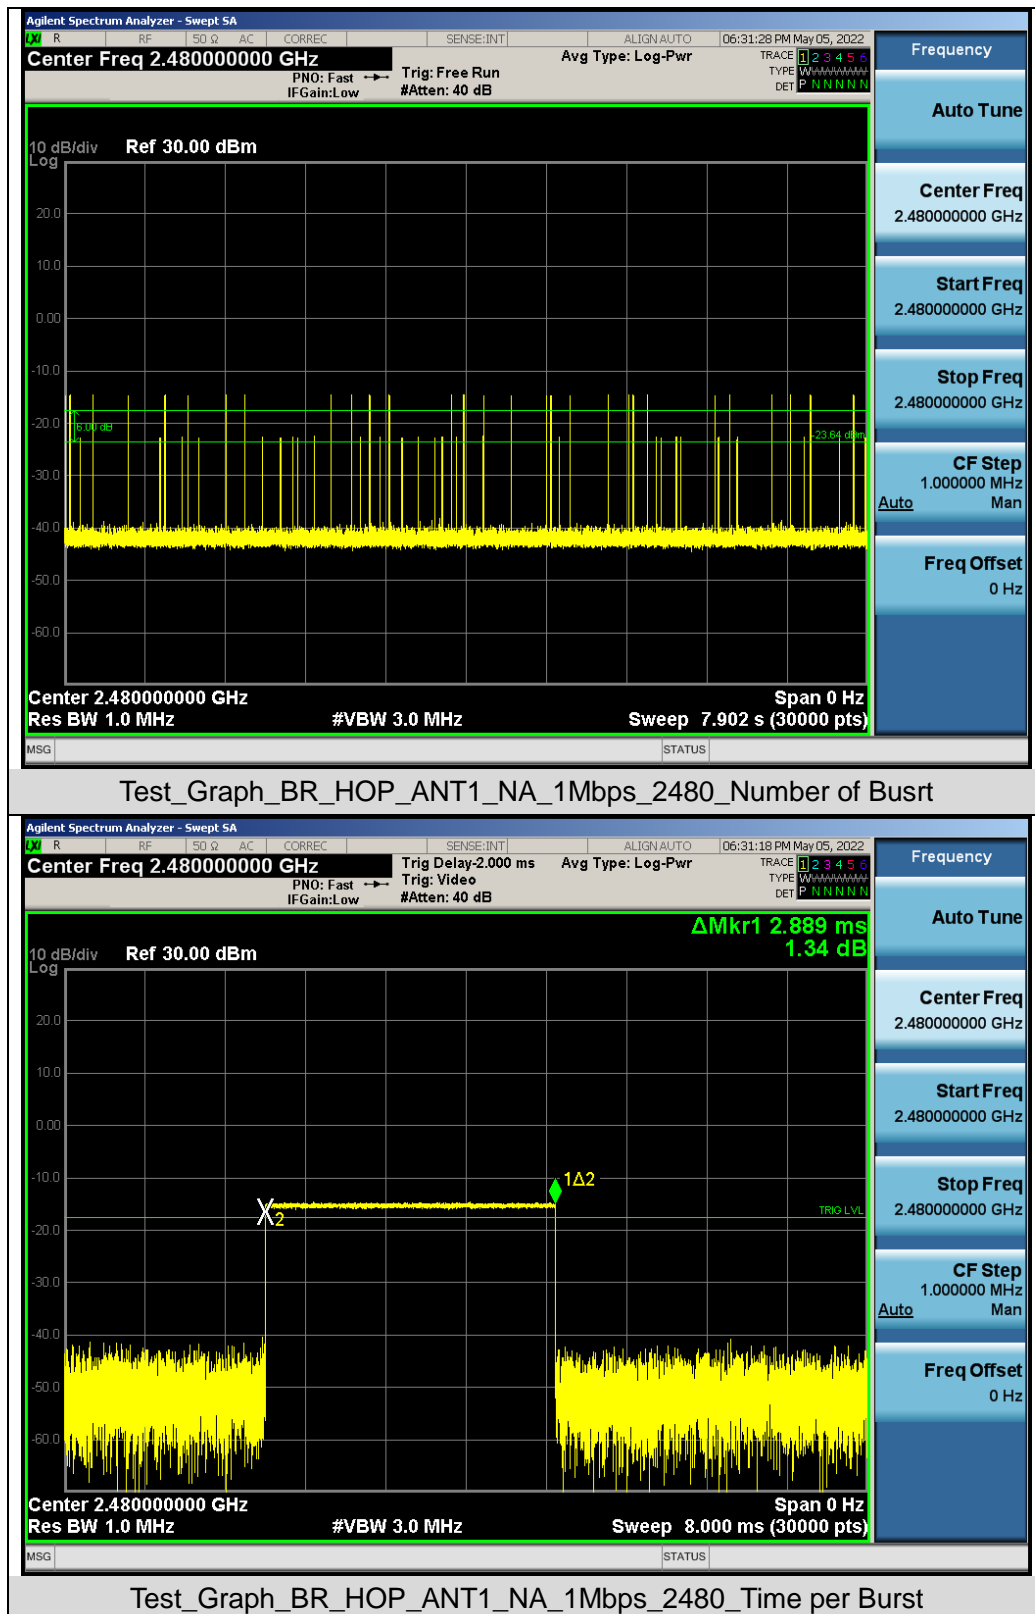 Agilent Spectrum Analyzer - Swept SA
LXI R RF 50 Ω AC CORREC SENSE:INT ALIGN AUTO 06:31:28 PM May 05, 2022
Center Freq 2.480000000 GHz Avg Type: Log-Pwr TRACE 1 2 3 4 5 6
PNO: Fast Trig: Free Run TYPE WWWWWW
IFGain:Low #Atten: 40 dB DET P N N N N N
10 dB/div Ref 30.00 dBm
Log
20.0
10.0
0.00
-10.0
-20.0
6.00 dB
-23.64 dBm
-30.0
-40.0
-50.0
-60.0
Center 2.480000000 GHz Span 0 Hz
Res BW 1.0 MHz #VBW 3.0 MHz Sweep 7.902 s (30000 pts)
MSG STATUS
Frequency
Auto Tune
Center Freq
2.480000000 GHz
Start Freq
2.480000000 GHz
Stop Freq
2.480000000 GHz
CF Step
1.000000 MHz
Auto Man
Freq Offset
0 Hz
Test_Graph_BR_HOP_ANT1_NA_1Mbps_2480_Number of Busrt
Agilent Spectrum Analyzer - Swept SA
LXI R RF 50 Ω AC CORREC SENSE:INT ALIGN AUTO 06:31:18 PM May 05, 2022
Center Freq 2.480000000 GHz Trig Delay-2.000 ms Avg Type: Log-Pwr TRACE 1 2 3 4 5 6
PNO: Fast Trig: Video TYPE WWWWWW
IFGain:Low #Atten: 40 dB DET P N N N N N
ΔMkr1 2.889 ms
1.34 dB
10 dB/div Ref 30.00 dBm
Log
20.0
10.0
0.00
-10.0
1Δ2
X2
TRIG LVL
-20.0
-30.0
-40.0
-50.0
-60.0
Center 2.480000000 GHz Span 0 Hz
Res BW 1.0 MHz #VBW 3.0 MHz Sweep 8.000 ms (30000 pts)
MSG STATUS
Frequency
Auto Tune
Center Freq
2.480000000 GHz
Start Freq
2.480000000 GHz
Stop Freq
2.480000000 GHz
CF Step
1.000000 MHz
Auto Man
Freq Offset
0 Hz
Test_Graph_BR_HOP_ANT1_NA_1Mbps_2480_Time per Burst